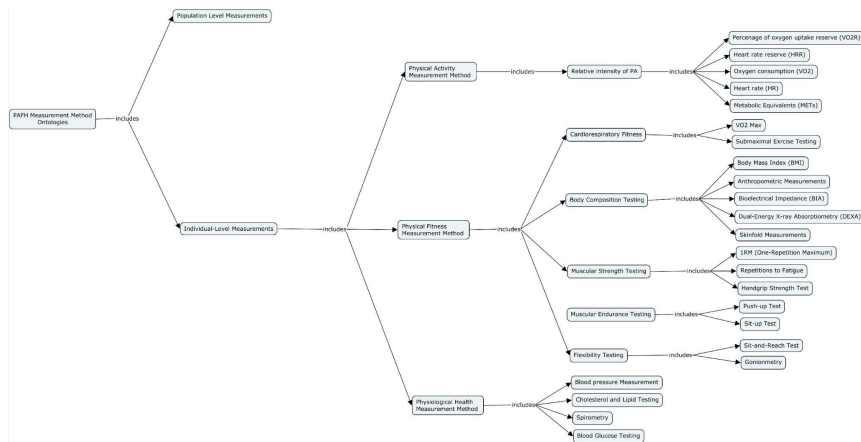 Population Level Measurements
PAFH Measurement Method
Ontologies
includes
Individual-Level Measurements
includes
Physical Activity
Measurement Method
includes
Relative intensity of PA
includes
Percenage of oxygen uptake reserve (VO2R)
Heart rate reserve (HRR)
Oxygen consumption (VO2)
Heart rate (HR)
Metabolic Equivalents (METs)
Physical Fitness
Measurement Method
includes
Cardiorespiratory Fitness
includes
VO2 Max
Submaximal Exrcise Testing
Body Composition Testing
includes
Body Mass Index (BMI)
Anthropometric Measurements
Bioelectrical Impedance (BIA)
Dual-Energy X-ray Absorptiometry (DEXA)
Skinfold Measurements
Muscular Strength Testing
includes
1RM (One-Repetition Maximum)
Repetitions to Fatigue
Handgrip Strength Test
Muscular Endurance Testing
includes
Push-up Test
Sit-up Test
Flexibility Testing
includes
Sit-and-Reach Test
Gonionmetry
Physiological Health
Measurement Method
includes
Blood pressure Measurement
Cholesterol and Lipid Testing
Spirometry
Blood Glucose Testing